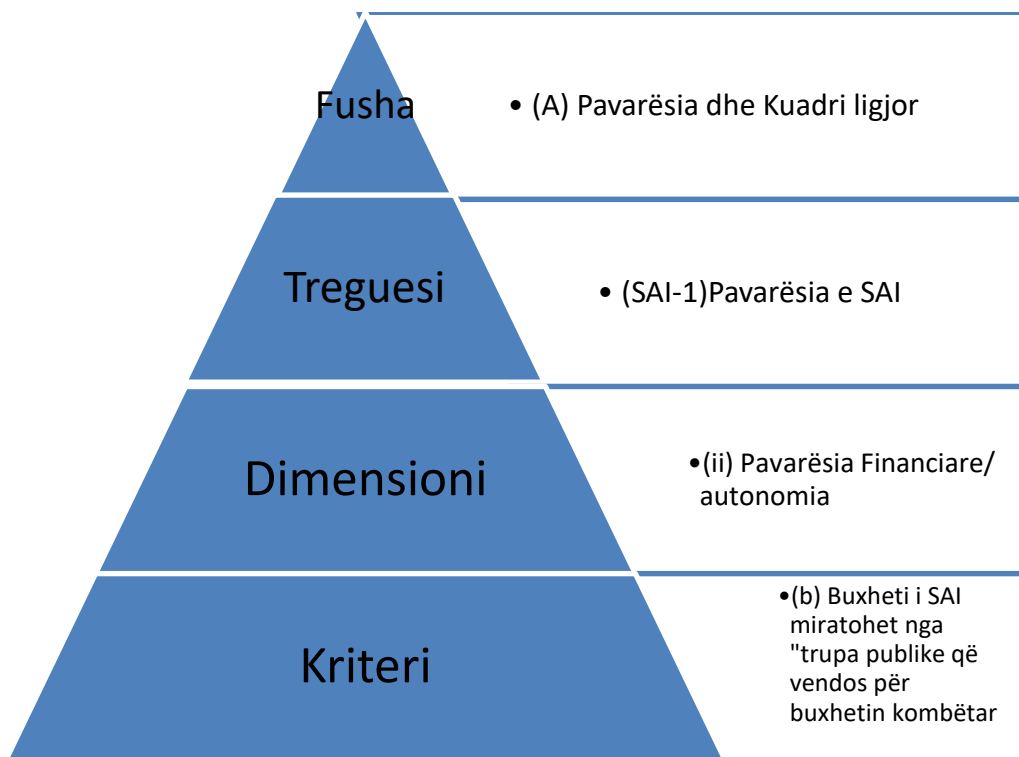 Fusha
• (A) Pavarësia dhe Kuadri ligjor
Treguesi
• (SAI-1)Pavarësia e SAI
Dimensioni
•(ii) Pavarësia Financiare/
autonomia
Kriteri
•(b) Buxheti i SAI
miratohet nga
"trupa publike që
vendos për
buxhetin kombëtar